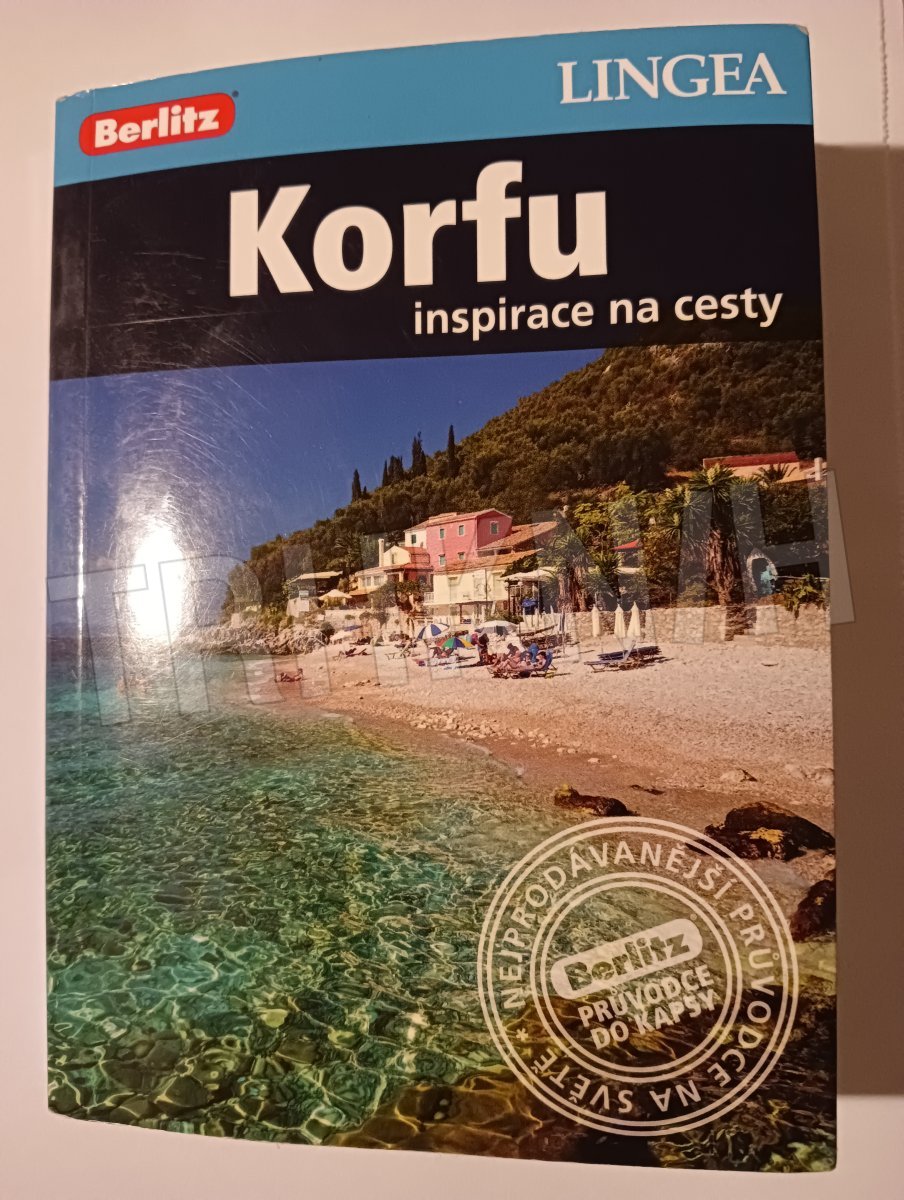 Berlitz
LINGEA
Korfu
inspirace na cesty
* NEJPRODÁVANĚJŠÍ PRŮVODCE NA SVĚTĚ
Berlitz
PRŮVODCE
DO KAPSY